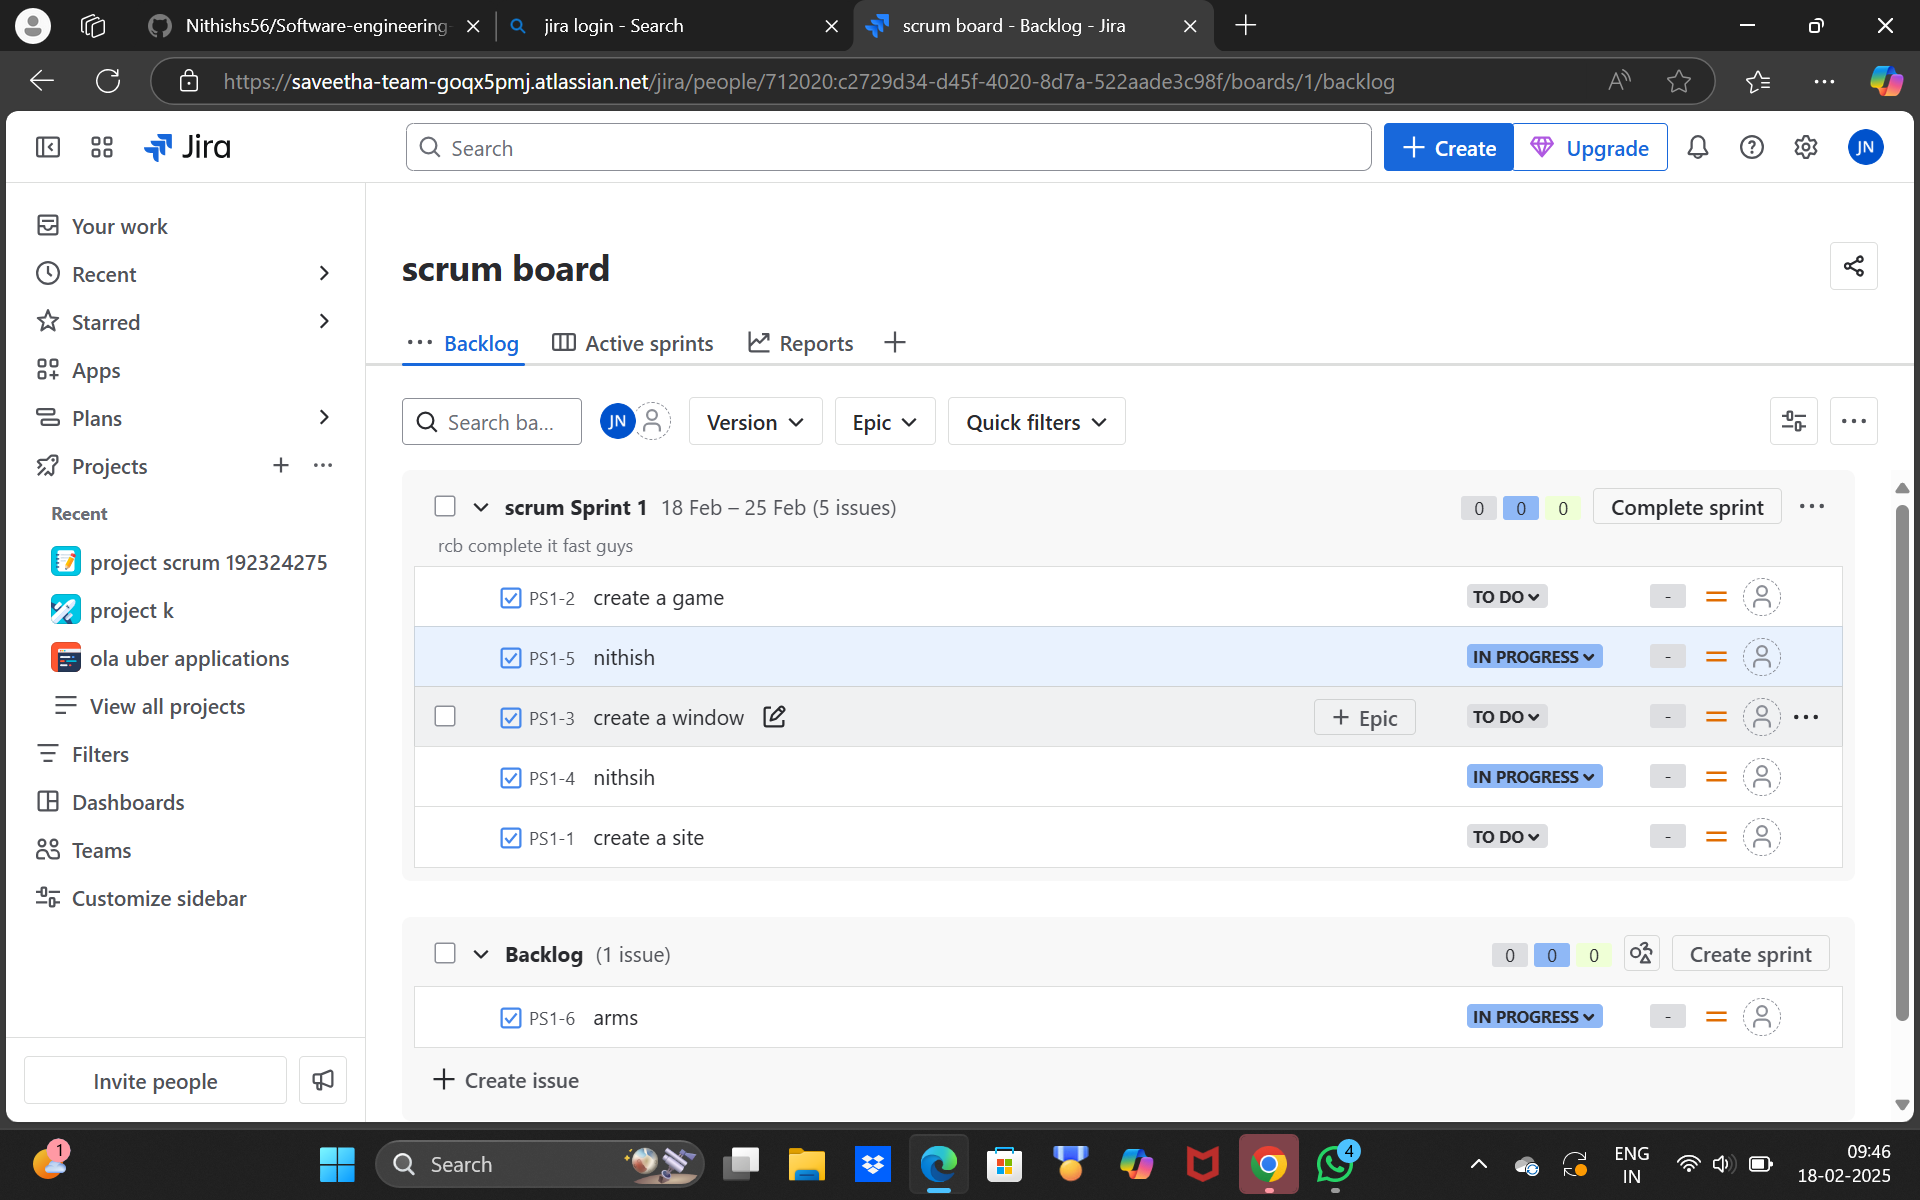 Nithishs56/Software-engineering-
jira login - Search
scrum board - Backlog - Jira
https://saveetha-team-goqx5pmj.atlassian.net/jira/people/712020:c2729d34-d45f-4020-8d7a-522aade3c98f/boards/1/backlog
Jira
Search
Create
Upgrade
JN
Your work
Recent
Starred
Apps
Plans
Projects
Recent
project scrum 192324275
project k
ola uber applications
View all projects
Filters
Dashboards
Teams
Customize sidebar
Invite people
scrum board
Backlog
Active sprints
Reports
Search ba...
JN
Version
Epic
Quick filters
scrum Sprint 1 18 Feb – 25 Feb (5 issues)
0 0 0 Complete sprint
rcb complete it fast guys
PS1-2 create a game TO DO -
PS1-5 nithish IN PROGRESS -
PS1-3 create a window + Epic TO DO -
PS1-4 nithsih IN PROGRESS -
PS1-1 create a site TO DO -
Backlog (1 issue) 0 0 0 Create sprint
PS1-6 arms IN PROGRESS -
Create issue
1
Search
4
ENG
IN
09:46
18-02-2025